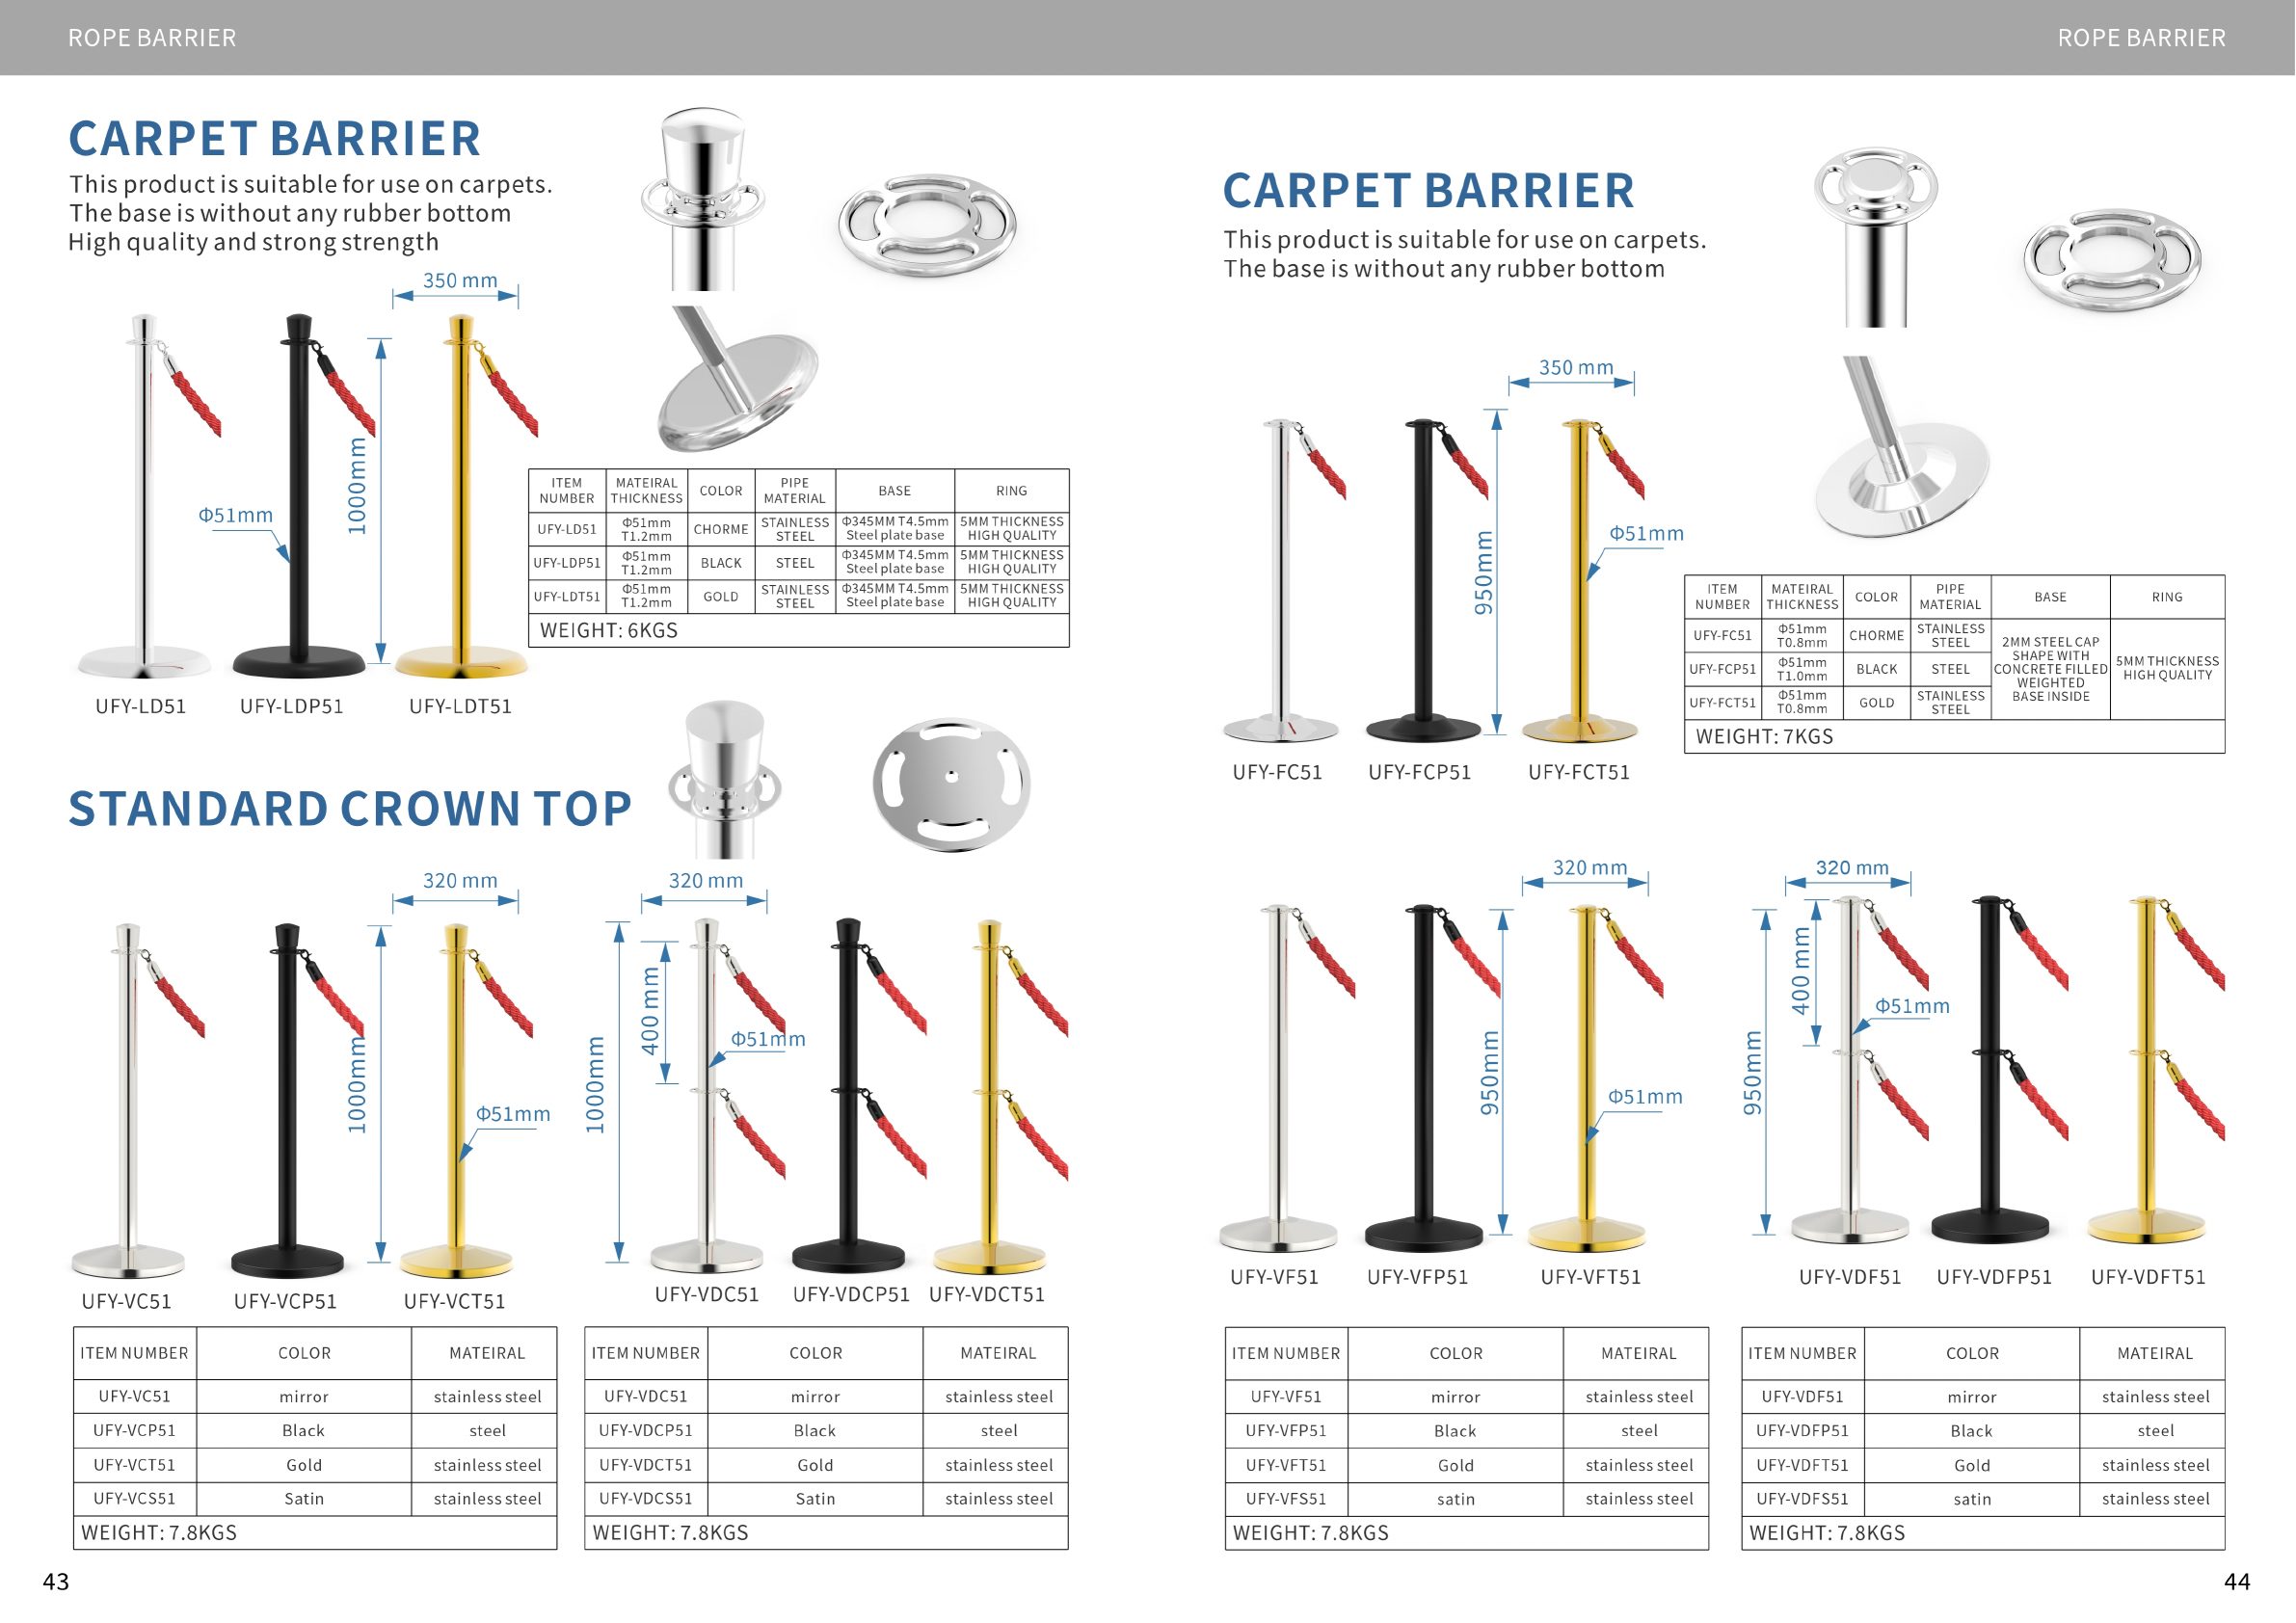 ROPE BARRIER
ROPE BARRIER
CARPET BARRIER
This product is suitable for use on carpets.
The base is without any rubber bottom
High quality and strong strength
350 mm
1000mm
Φ51mm
UFY-LD51
UFY-LDP51
UFY-LDT51
ITEM NUMBER MATEIRAL THICKNESS COLOR PIPE MATERIAL BASE RING
UFY-LD51 Φ51mm T1.2mm CHORME STAINLESS STEEL Φ345MM T4.5mm Steel plate base 5MM THICKNESS HIGH QUALITY
UFY-LDP51 Φ51mm T1.2mm BLACK STEEL Φ345MM T4.5mm Steel plate base 5MM THICKNESS HIGH QUALITY
UFY-LDT51 Φ51mm T1.2mm GOLD STAINLESS STEEL Φ345MM T4.5mm Steel plate base 5MM THICKNESS HIGH QUALITY
WEIGHT: 6KGS
STANDARD CROWN TOP
320 mm
1000mm
Φ51mm
UFY-VC51
UFY-VCP51
UFY-VCT51
320 mm
1000mm
400 mm
Φ51mm
UFY-VDC51
UFY-VDCP51
UFY-VDCT51
ITEM NUMBER COLOR MATEIRAL
UFY-VC51 mirror stainless steel
UFY-VCP51 Black steel
UFY-VCT51 Gold stainless steel
UFY-VCS51 Satin stainless steel
WEIGHT: 7.8KGS
ITEM NUMBER COLOR MATEIRAL
UFY-VDC51 mirror stainless steel
UFY-VDCP51 Black steel
UFY-VDCT51 Gold stainless steel
UFY-VDCS51 Satin stainless steel
WEIGHT: 7.8KGS
43
CARPET BARRIER
This product is suitable for use on carpets.
The base is without any rubber bottom
350 mm
950mm
Φ51mm
UFY-FC51
UFY-FCP51
UFY-FCT51
ITEM NUMBER MATEIRAL THICKNESS COLOR PIPE MATERIAL BASE RING
UFY-FC51 Φ51mm T0.8mm CHORME STAINLESS STEEL
UFY-FCP51 Φ51mm T1.0mm BLACK STEEL
UFY-FCT51 Φ51mm T0.8mm GOLD STAINLESS STEEL
2MM STEEL CAP
SHAPE WITH
CONCRETE FILLED
WEIGHTED
BASE INSIDE
5MM THICKNESS
HIGH QUALITY
WEIGHT: 7KGS
320 mm
950mm
Φ51mm
UFY-VF51
UFY-VFP51
UFY-VFT51
320 mm
950mm
400 mm
Φ51mm
UFY-VDF51
UFY-VDFP51
UFY-VDFT51
ITEM NUMBER COLOR MATEIRAL
UFY-VF51 mirror stainless steel
UFY-VFP51 Black steel
UFY-VFT51 Gold stainless steel
UFY-VFS51 satin stainless steel
WEIGHT: 7.8KGS
ITEM NUMBER COLOR MATEIRAL
UFY-VDF51 mirror stainless steel
UFY-VDFP51 Black steel
UFY-VDFT51 Gold stainless steel
UFY-VDFS51 satin stainless steel
WEIGHT: 7.8KGS
44